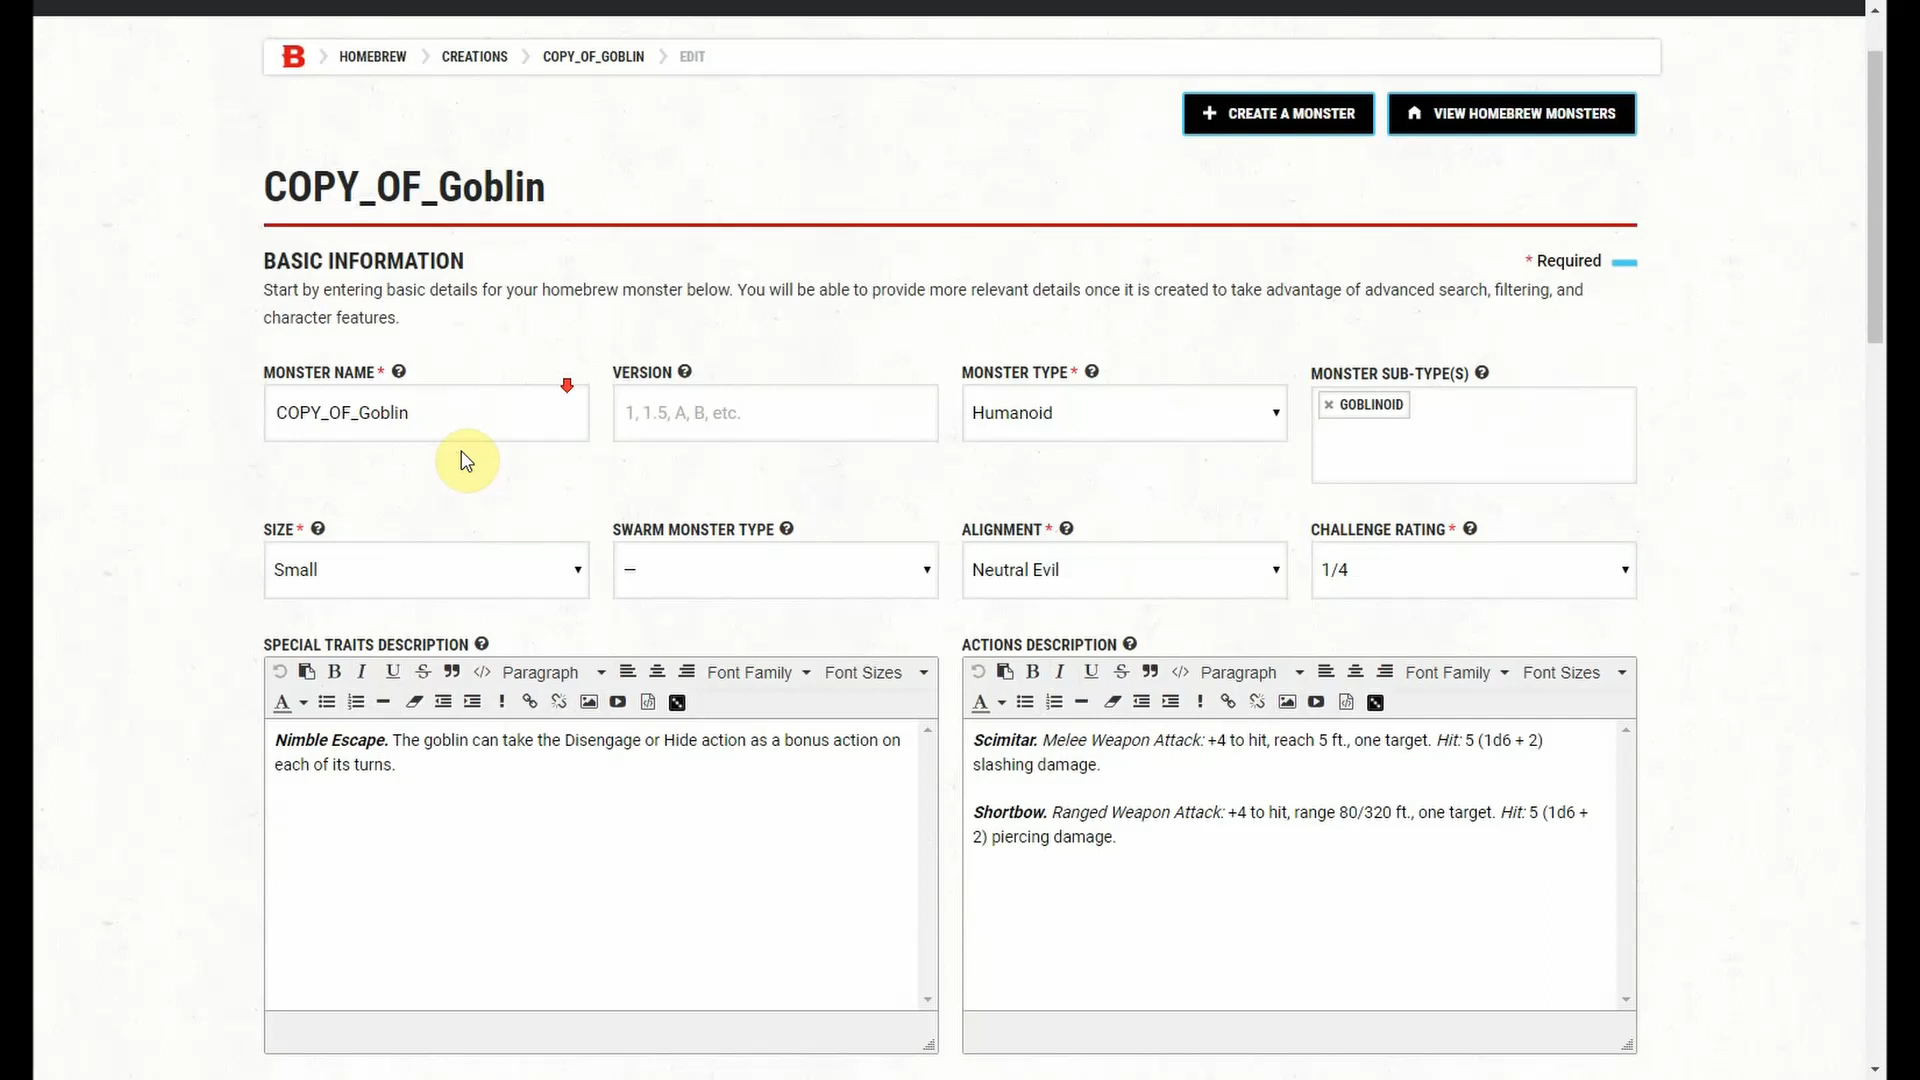 B HOMEBREW CREATIONS COPY_OF_GOBLIN EDIT
+ CREATE A MONSTER VIEW HOMEBREW MONSTERS
COPY_OF_Goblin
BASIC INFORMATION * Required
Start by entering basic details for your homebrew monster below. You will be able to provide more relevant details once it is created to take advantage of advanced search, filtering, and
character features.
MONSTER NAME * VERSION MONSTER TYPE * MONSTER SUB-TYPE(S)
COPY_OF_Goblin 1, 1.5, A, B, etc. Humanoid × GOBLINOID
SIZE * SWARM MONSTER TYPE ALIGNMENT * CHALLENGE RATING *
Small — Neutral Evil 1/4
SPECIAL TRAITS DESCRIPTION
B I U S Paragraph Font Family Font Sizes
A
Nimble Escape. The goblin can take the Disengage or Hide action as a bonus action on
each of its turns.
ACTIONS DESCRIPTION
B I U S Paragraph Font Family Font Sizes
A
Scimitar. Melee Weapon Attack: +4 to hit, reach 5 ft., one target. Hit: 5 (1d6 + 2)
slashing damage.
Shortbow. Ranged Weapon Attack: +4 to hit, range 80/320 ft., one target. Hit: 5 (1d6 +
2) piercing damage.